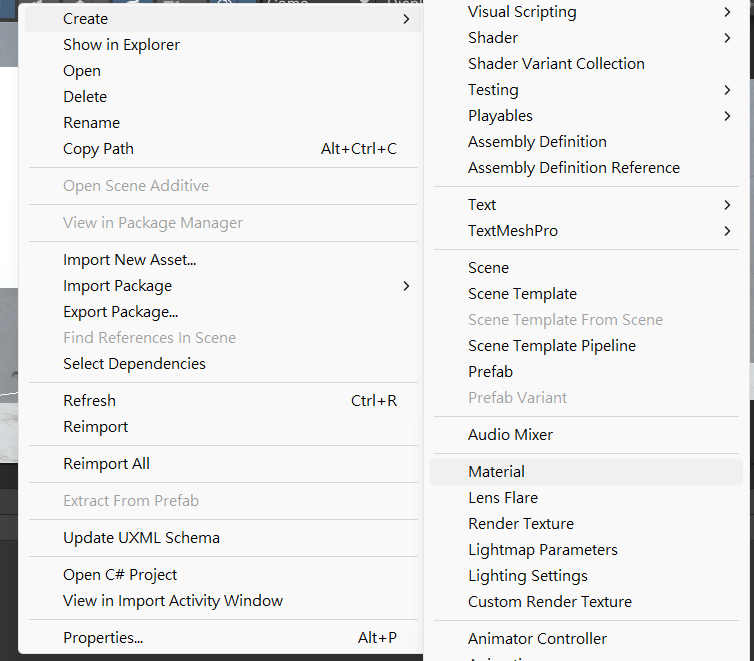 Create
Show in Explorer
Open
Delete
Rename
Copy Path Alt+Ctrl+C
Open Scene Additive
View in Package Manager
Import New Asset...
Import Package
Export Package...
Find References In Scene
Select Dependencies
Refresh Ctrl+R
Reimport
Reimport All
Extract From Prefab
Update UXML Schema
Open C# Project
View in Import Activity Window
Properties... Alt+P
Visual Scripting
Shader
Shader Variant Collection
Testing
Playables
Assembly Definition
Assembly Definition Reference
Text
TextMeshPro
Scene
Scene Template
Scene Template From Scene
Scene Template Pipeline
Prefab
Prefab Variant
Audio Mixer
Material
Lens Flare
Render Texture
Lightmap Parameters
Lighting Settings
Custom Render Texture
Animator Controller